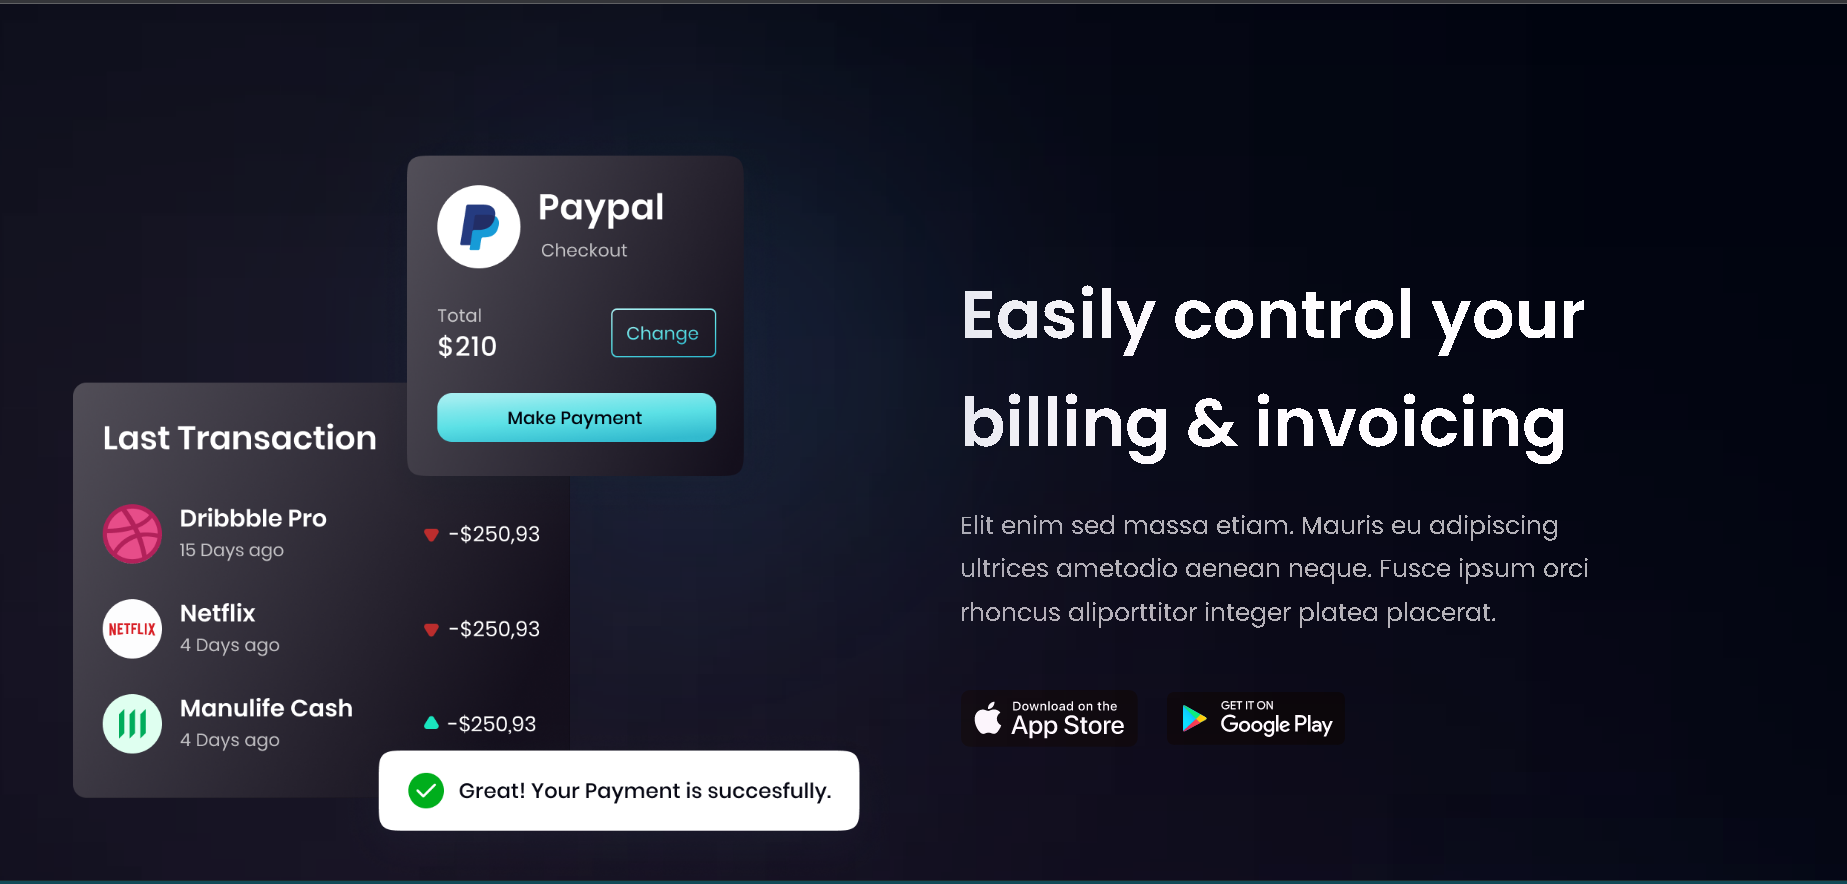 Paypal
Checkout
Total
$210
Change
Make Payment
Last Transaction
Dribbble Pro
15 Days ago
-$250,93
NETFLIX
Netflix
4 Days ago
-$250,93
Manulife Cash
4 Days ago
-$250,93
Great! Your Payment is succesfully.
Easily control your
billing & invoicing
Elit enim sed massa etiam. Mauris eu adipiscing
ultrices ametodio aenean neque. Fusce ipsum orci
rhoncus aliporttitor integer platea placerat.
Download on the
App Store
GET IT ON
Google Play